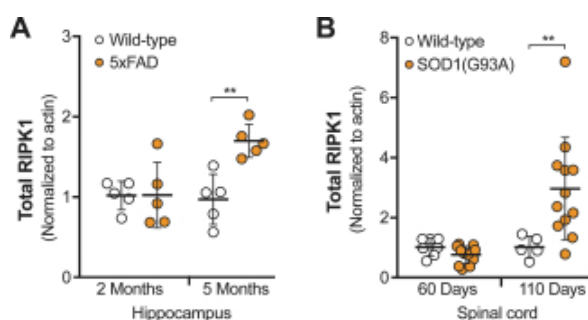 A
Total RIPK1
(Normalized to actin)
3
2
1
0
Wild-type
5xFAD
**
2 Months
5 Months
Hippocampus
B
Total RIPK1
(Normalized to actin)
8
6
4
2
0
Wild-type
SOD1(G93A)
**
60 Days
110 Days
Spinal cord